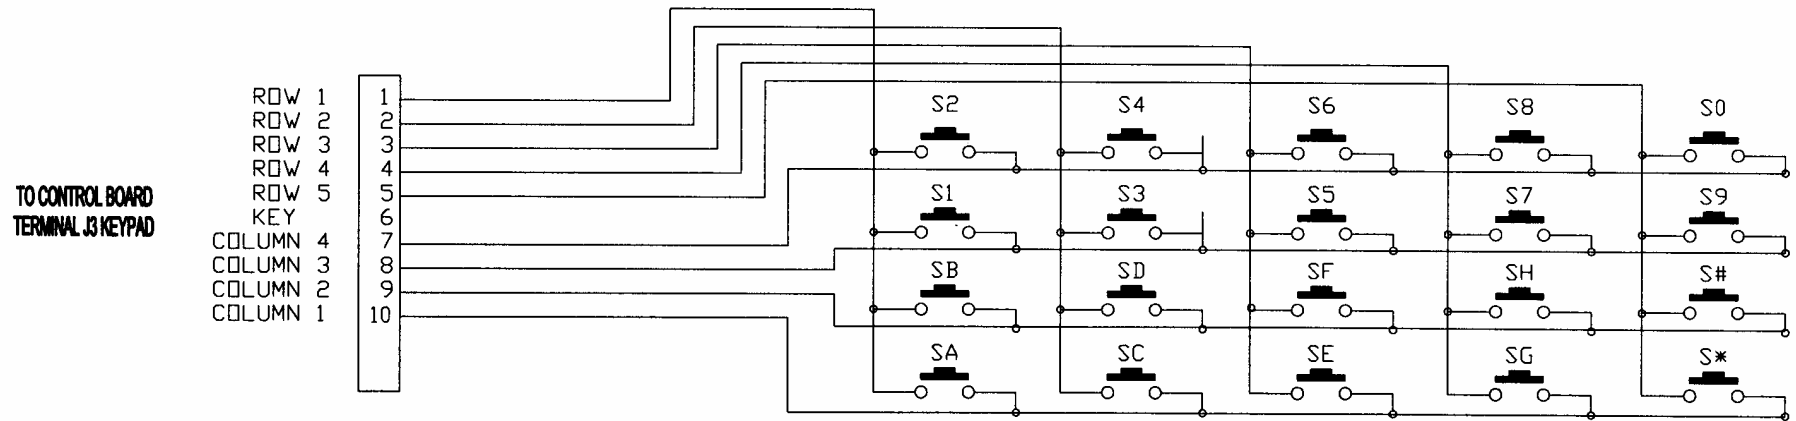 S2 S4 S6 S8 S0
ROW 1 1
ROW 2 2
ROW 3 3
ROW 4 4
ROW 5 5
KEY 6
COLUMN 4 7
COLUMN 3 8
COLUMN 2 9
COLUMN 1 10
TO CONTROL BOARD
TERMINAL J3 KEYPAD
S1 S3 S5 S7 S9
SB SD SF SH S#
SA SC SE SG S*